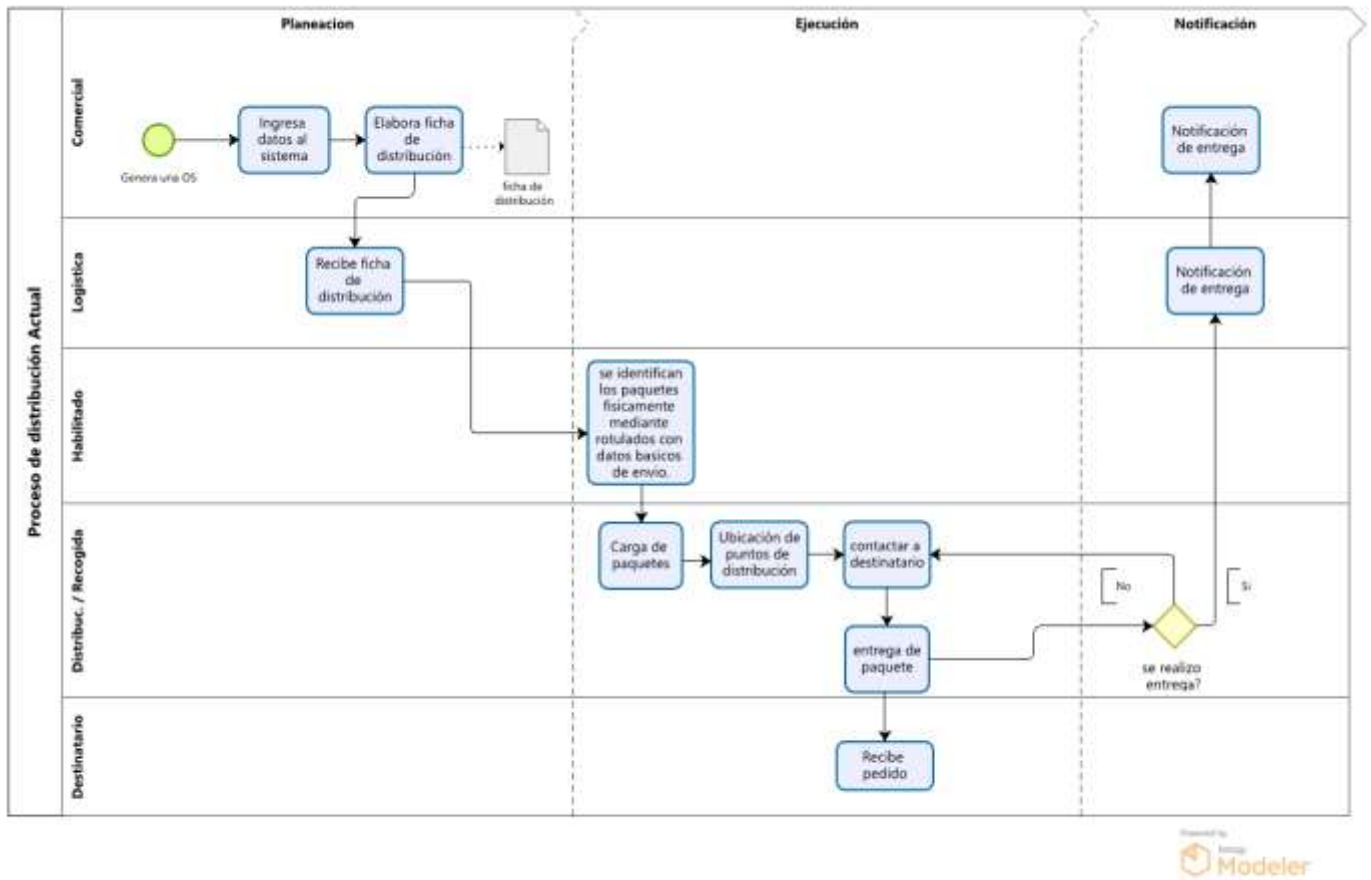 Planeacion
Ejecución
Notificación
Proceso de distribución Actual
Comercial
Genera una OS
Ingresa
datos al
sistema
Elabora ficha
de
distribución
ficha de
distribución
Notificación
de entrega
Logistica
Recibe ficha
de
distribución
Notificación
de entrega
Habilitado
se identifican
los paquetes
fisicamente
mediante
rotulados con
datos basicos
de envio.
Distribuc. / Recogida
Carga de
paquetes
Ubicación de
puntos de
distribución
contactar a
destinatario
No
Si
entrega de
paquete
se realizo
entrega?
Destinatario
Recibe
pedido
Powered by
bizagi
Modeler